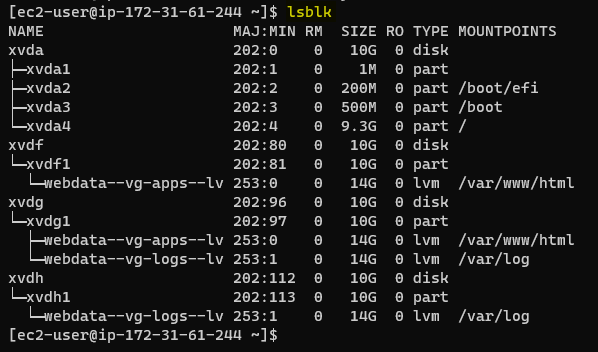 [ec2-user@ip-172-31-61-244 ~]$ lsblk
NAME                      MAJ:MIN RM  SIZE RO TYPE MOUNTPOINTS
xvda                      202:0    0   10G  0 disk
├─xvda1                   202:1    0    1M  0 part
├─xvda2                   202:2    0  200M  0 part /boot/efi
├─xvda3                   202:3    0  500M  0 part /boot
└─xvda4                   202:4    0  9.3G  0 part /
xvdf                      202:80   0   10G  0 disk
└─xvdf1                   202:81   0   10G  0 part
  └─webdata--vg-apps--lv 253:0    0   14G  0 lvm  /var/www/html
xvdg                      202:96   0   10G  0 disk
└─xvdg1                   202:97   0   10G  0 part
  ├─webdata--vg-apps--lv 253:0    0   14G  0 lvm  /var/www/html
  └─webdata--vg-logs--lv 253:1    0   14G  0 lvm  /var/log
xvdh                      202:112  0   10G  0 disk
└─xvdh1                   202:113  0   10G  0 part
  └─webdata--vg-logs--lv 253:1    0   14G  0 lvm  /var/log
[ec2-user@ip-172-31-61-244 ~]$